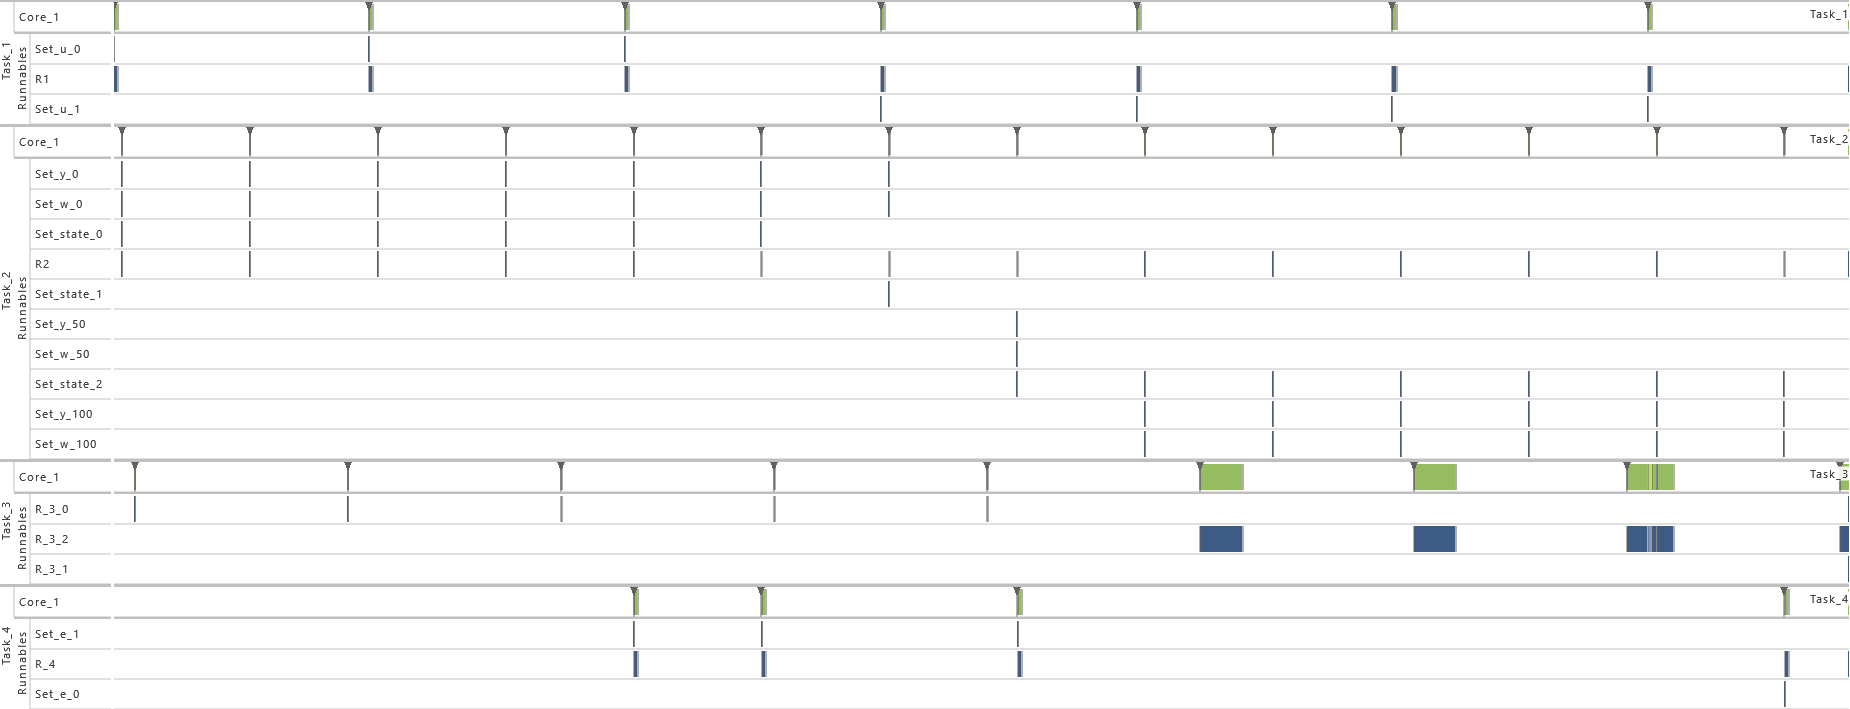 Core_1
Task_1
Task_1
Runnables
Set_u_0
R1
Set_u_1
Core_1
Task_2
Task_2
Runnables
Set_y_0
Set_w_0
Set_state_0
R2
Set_state_1
Set_y_50
Set_w_50
Set_state_2
Set_y_100
Set_w_100
Core_1
Task_3
Task_3
Runnables
R_3_0
R_3_2
R_3_1
Core_1
Task_4
Task_4
Runnables
Set_e_1
R_4
Set_e_0